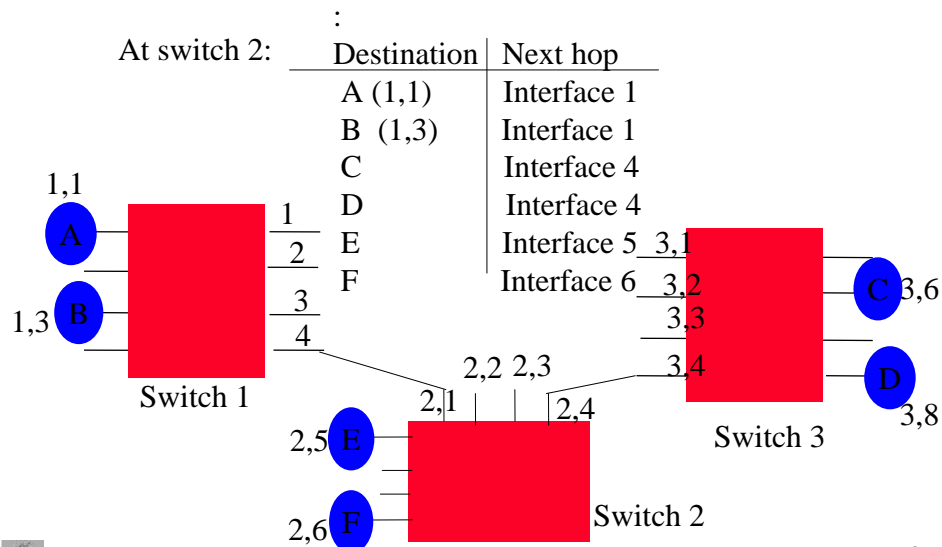 :
At switch 2:
Destination Next hop
A (1,1) Interface 1
B (1,3) Interface 1
C Interface 4
D Interface 4
E Interface 5
F Interface 6
1,1
A
B
1,3
1
2
3
4
Switch 1
3,1
3,2
3,3
3,4
C
3,6
D
3,8
Switch 3
2,1
2,2
2,3
2,4
2,5
E
2,6
F
Switch 2